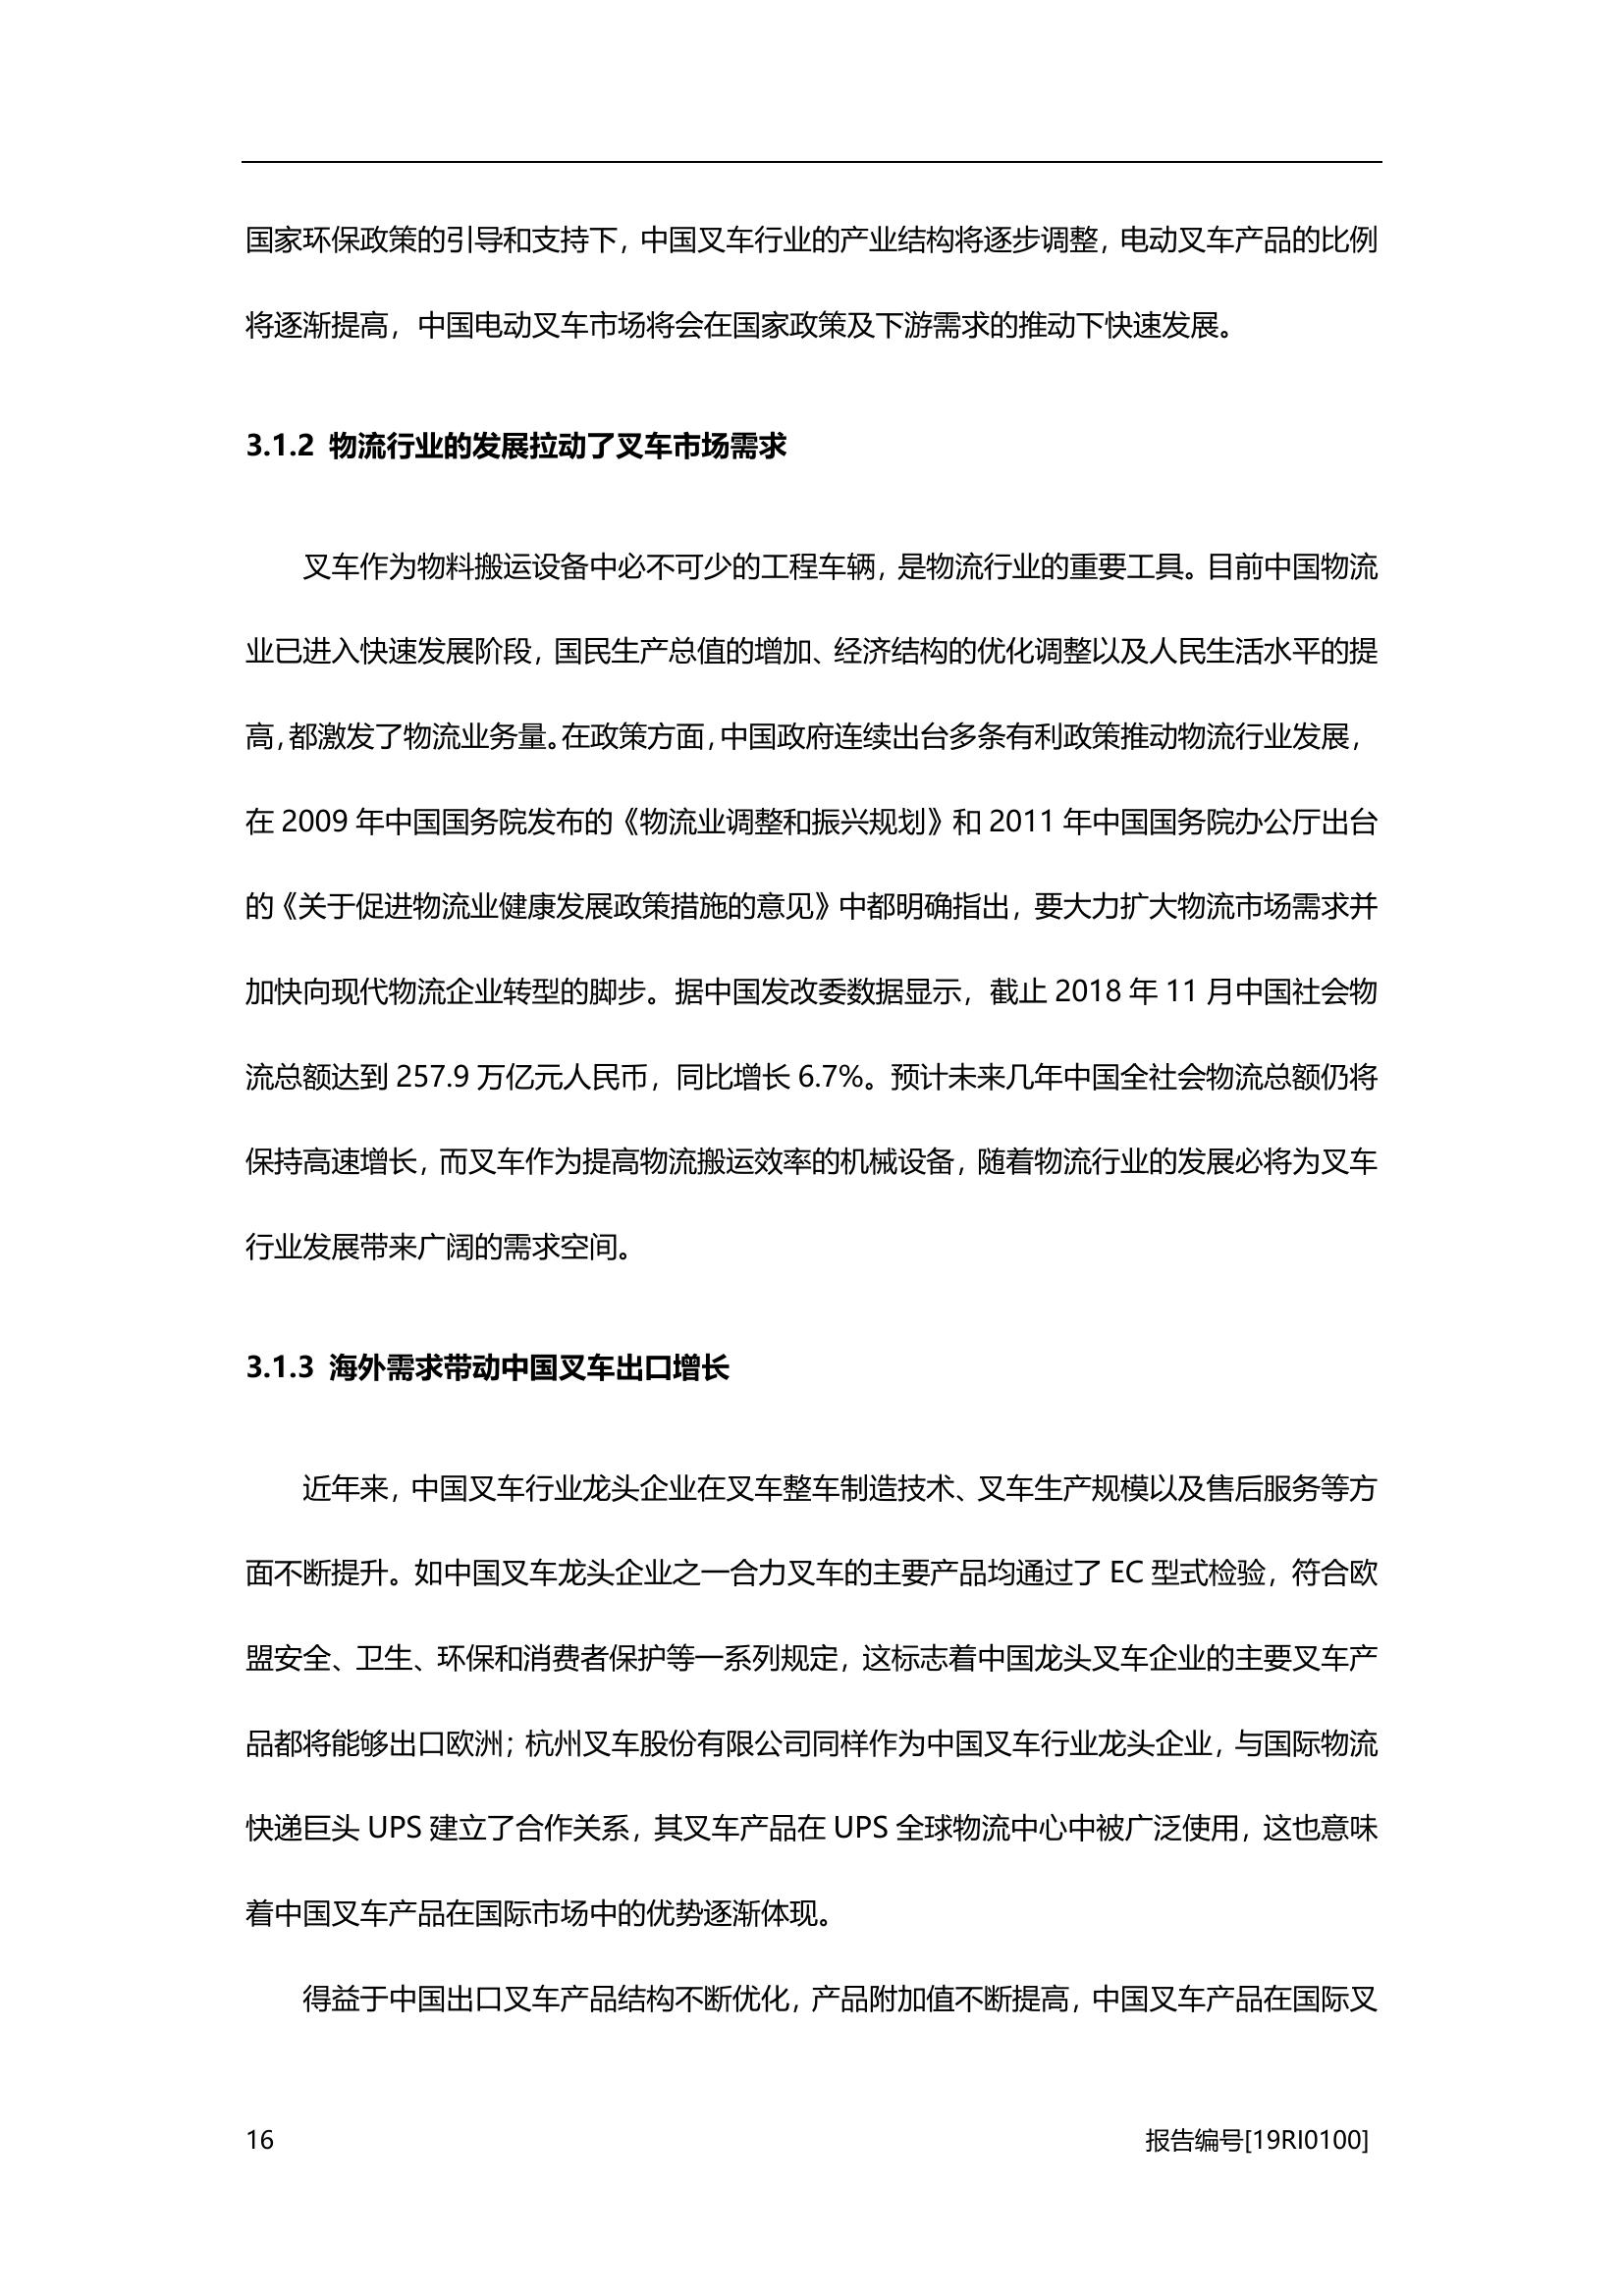 国家环保政策的引导和支持下，中国叉车行业的产业结构将逐步调整，电动叉车产品的比例
将逐渐提高，中国电动叉车市场将会在国家政策及下游需求的推动下快速发展。
3.1.2 物流行业的发展拉动了叉车市场需求
叉车作为物料搬运设备中必不可少的工程车辆，是物流行业的重要工具。目前中国物流
业已进入快速发展阶段，国民生产总值的增加、经济结构的优化调整以及人民生活水平的提
高，都激发了物流业务量。在政策方面，中国政府连续出台多条有利政策推动物流行业发展，
在 2009 年中国国务院发布的《物流业调整和振兴规划》和 2011 年中国国务院办公厅出台
的《关于促进物流业健康发展政策措施的意见》中都明确指出，要大力扩大物流市场需求并
加快向现代物流企业转型的脚步。据中国发改委数据显示，截止 2018 年 11 月中国社会物
流总额达到 257.9 万亿元人民币，同比增长 6.7%。预计未来几年中国全社会物流总额仍将
保持高速增长，而叉车作为提高物流搬运效率的机械设备，随着物流行业的发展必将为叉车
行业发展带来广阔的需求空间。
3.1.3 海外需求带动中国叉车出口增长
近年来，中国叉车行业龙头企业在叉车整车制造技术、叉车生产规模以及售后服务等方
面不断提升。如中国叉车龙头企业之一合力叉车的主要产品均通过了 EC 型式检验，符合欧
盟安全、卫生、环保和消费者保护等一系列规定，这标志着中国龙头叉车企业的主要叉车产
品都将能够出口欧洲；杭州叉车股份有限公司同样作为中国叉车行业龙头企业，与国际物流
快递巨头 UPS 建立了合作关系，其叉车产品在 UPS 全球物流中心中被广泛使用，这也意味
着中国叉车产品在国际市场中的优势逐渐体现。
得益于中国出口叉车产品结构不断优化，产品附加值不断提高，中国叉车产品在国际叉
16 报告编号[19RI0100]